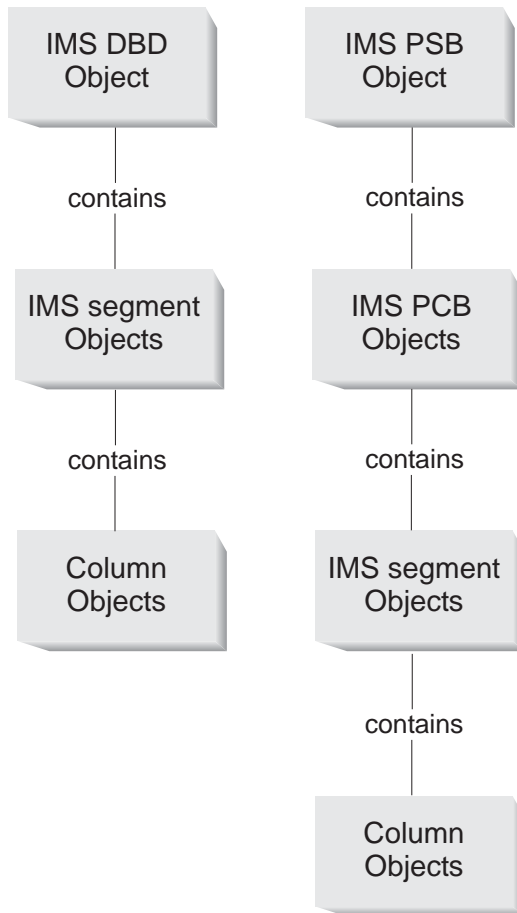 IMS DBD
Object
contains
IMS segment
Objects
contains
Column
Objects
IMS PSB
Object
contains
IMS PCB
Objects
contains
IMS segment
Objects
contains
Column
Objects